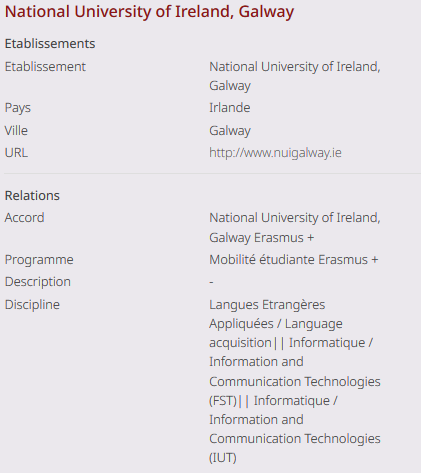 National University of Ireland, Galway
Etablissements
Etablissement National University of Ireland,
Galway
Pays Irlande
Ville Galway
URL http://www.nuigalway.ie
Relations
Accord National University of Ireland,
Galway Erasmus +
Programme Mobilité étudiante Erasmus +
Description -
Discipline Langues Etrangères
Appliquées / Language
acquisition|| Informatique /
Information and
Communication Technologies
(FST)|| Informatique /
Information and
Communication Technologies
(IUT)